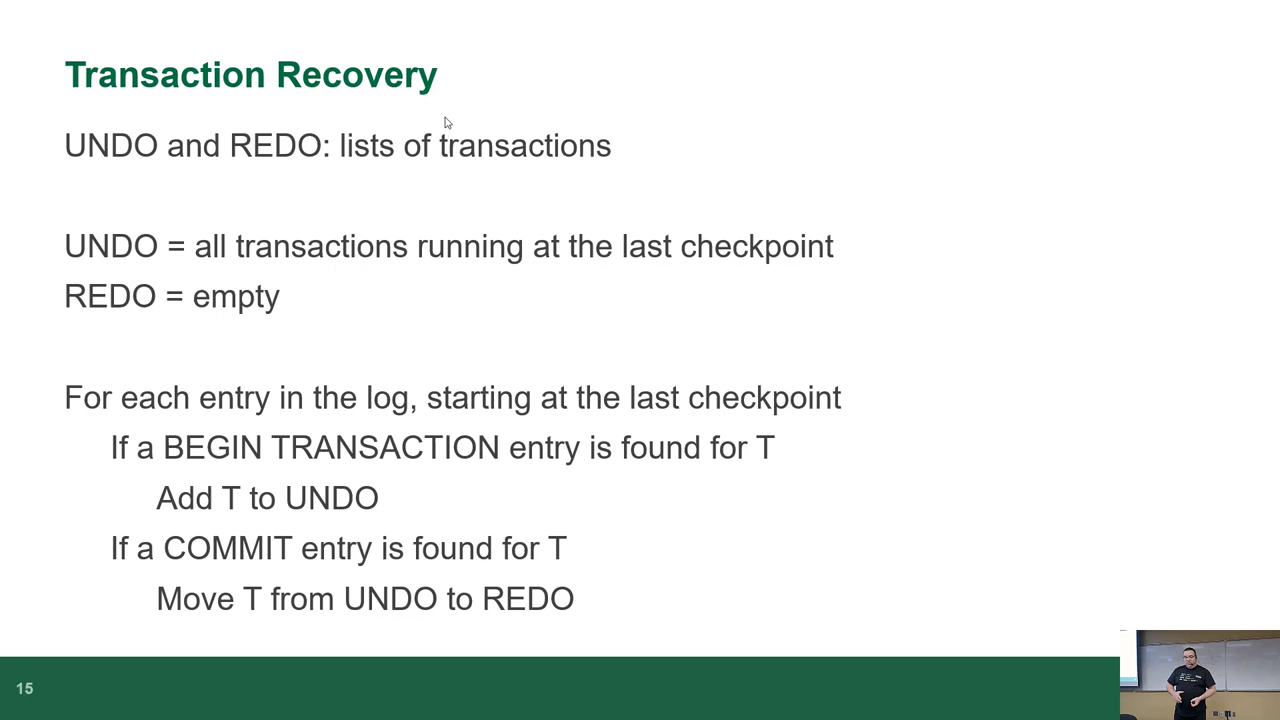 Transaction Recovery
UNDO and REDO: lists of transactions
UNDO = all transactions running at the last checkpoint
REDO = empty
For each entry in the log, starting at the last checkpoint
If a BEGIN TRANSACTION entry is found for T
Add T to UNDO
If a COMMIT entry is found for T
Move T from UNDO to REDO
15